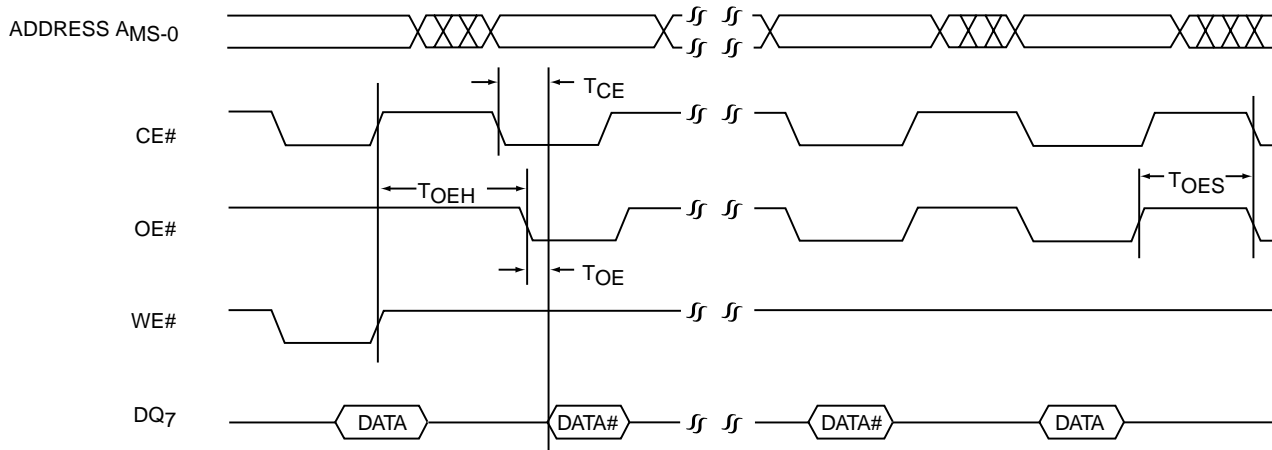 ADDRESS AMS-0
TCE
CE#
TOEH
TOES
OE#
TOE
WE#
DQ7
DATA
DATA#
DATA#
DATA